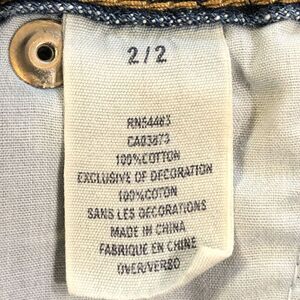 2/2
RN54483
CA03873
100%COTTON
EXCLUSIVE OF DECORATION
100%COTON
SANS LES DECORATIONS
MADE IN CHINA
FABRIQUE EN CHINE
OVER/VERSO